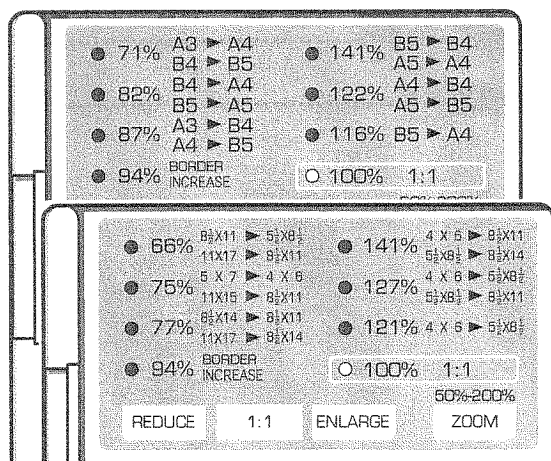 71% A3 ► A4
B4 ► B5
82% B4 ► A4
B5 ► A5
87% A3 ► B4
A4 ► B5
94% BORDER INCREASE
141% B5 ► B4
A5 ► A4
122% A4 ► B4
A5 ► B5
116% B5 ► A4
100% 1:1
50%-200%
66% 8½X11 ► 5½X8½
11X17 ► 8½X11
75% 5 X 7 ► 4 X 6
11X15 ► 8½X11
77% 8½X14 ► 8½X11
11X17 ► 8½X14
94% BORDER INCREASE
141% 4 X 6 ► 8½X11
5½X8½ ► 8½X14
127% 4 X 6 ► 5½X8½
5½X8½ ► 8½X11
121% 4 X 6 ► 5½X8½
100% 1:1
50%-200%
REDUCE 1:1 ENLARGE ZOOM